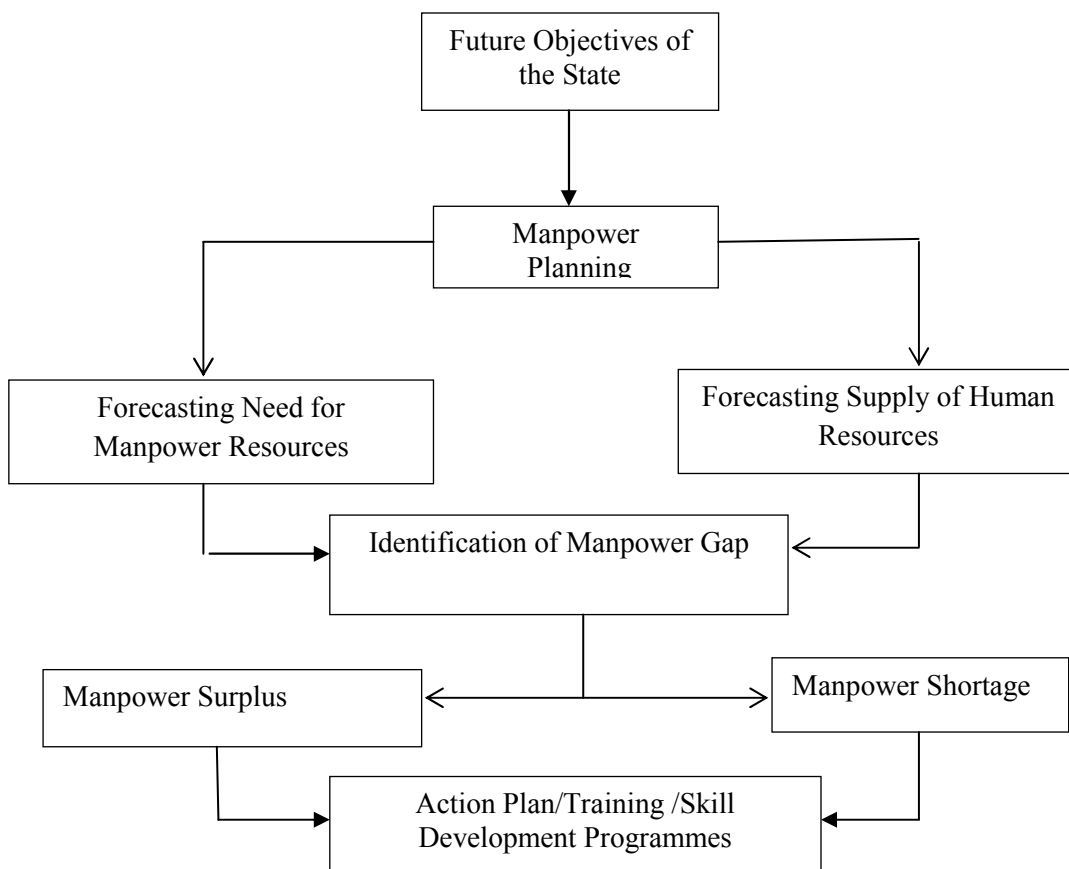 Future Objectives of
the State
Manpower
Planning
Forecasting Need for
Manpower Resources
Forecasting Supply of Human
Resources
Identification of Manpower Gap
Manpower Surplus
Manpower Shortage
Action Plan/Training /Skill
Development Programmes